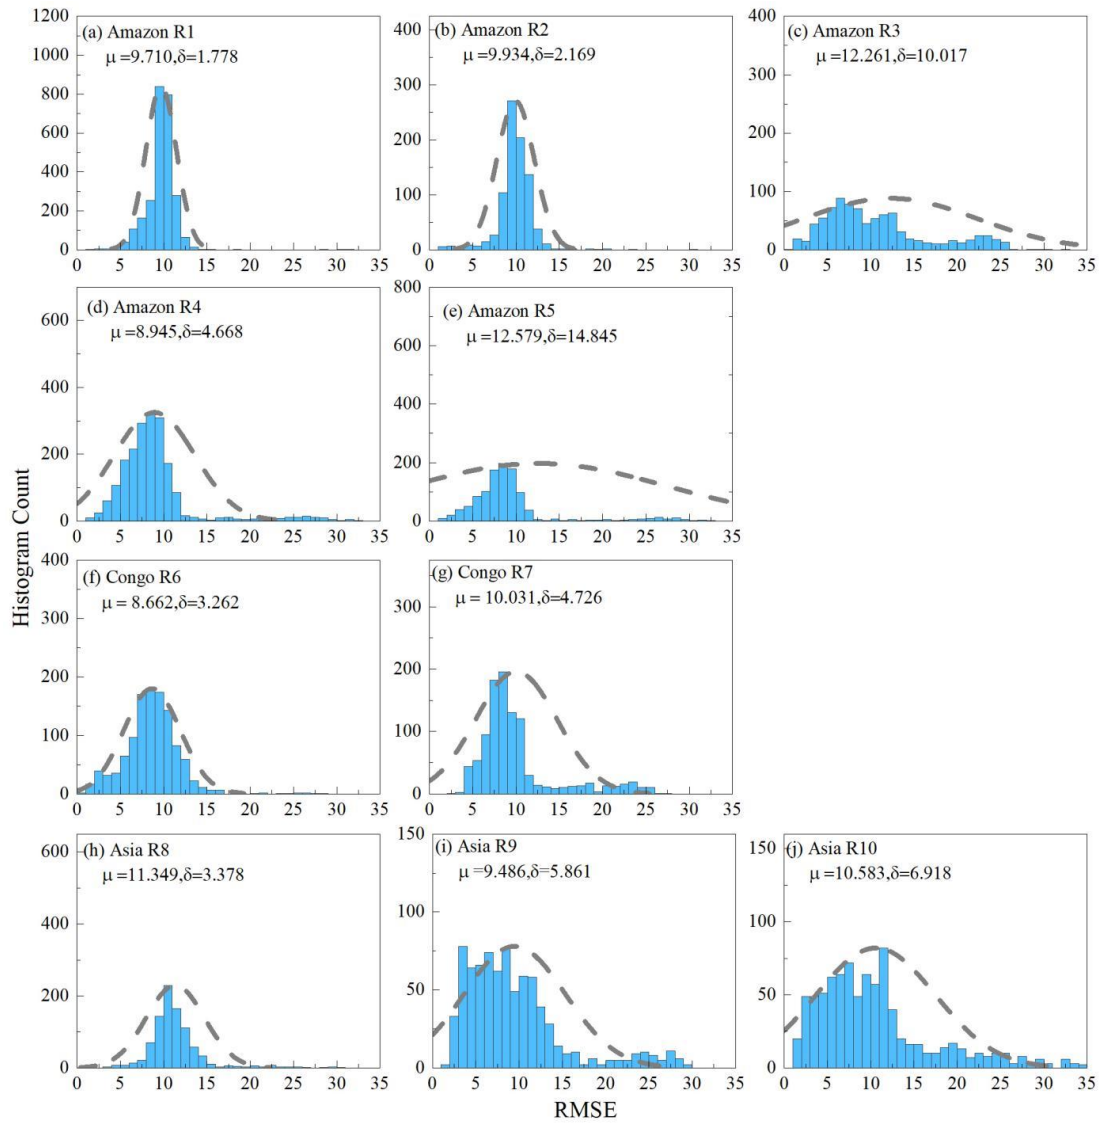 (a) Amazon R1
μ =9.710,δ=1.778
1200
1000
800
600
400
200
0
0 5 10 15 20 25 30 35
(b) Amazon R2
μ =9.934,δ=2.169
400
300
200
100
0
0 5 10 15 20 25 30 35
(c) Amazon R3
μ =12.261,δ=10.017
400
300
200
100
0
0 5 10 15 20 25 30 35
(d) Amazon R4
μ =8.945,δ=4.668
600
400
200
0
0 5 10 15 20 25 30 35
(e) Amazon R5
μ =12.579,δ=14.845
800
600
400
200
0
0 5 10 15 20 25 30 35
Histogram Count
(f) Congo R6
μ = 8.662,δ=3.262
400
300
200
100
0
0 5 10 15 20 25 30 35
(g) Congo R7
μ = 10.031,δ=4.726
300
200
100
0
0 5 10 15 20 25 30 35
(h) Asia R8
μ =11.349,δ=3.378
600
400
200
0
0 5 10 15 20 25 30 35
(i) Asia R9
μ =9.486,δ=5.861
150
100
50
0
0 5 10 15 20 25 30 35
(j) Asia R10
μ =10.583,δ=6.918
150
100
50
0
0 5 10 15 20 25 30 35
RMSE